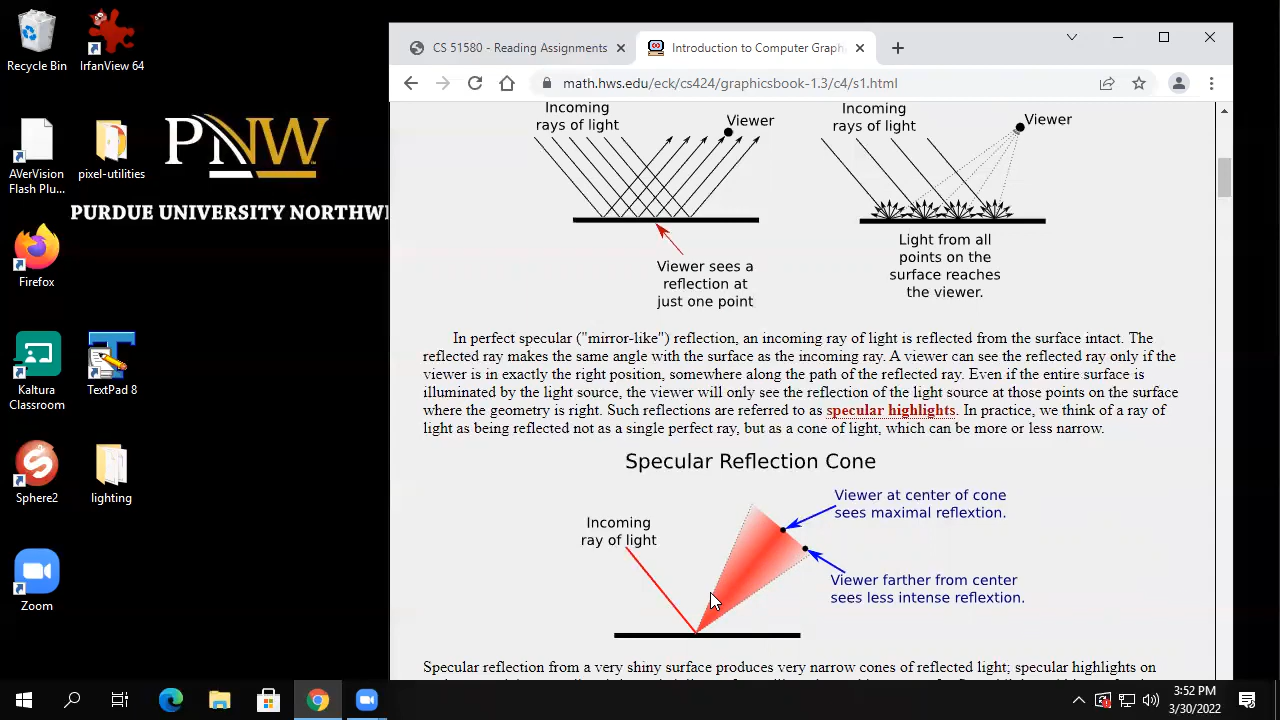 Recycle Bin
IrfanView 64
AVerVision
Flash Plu...
pixel-utilities
PNW
PURDUE UNIVERSITY NORTHWE
Firefox
Kaltura
Classroom
TextPad 8
Sphere2
lighting
Zoom
CS 51580 - Reading Assignments
Introduction to Computer Graph
math.hws.edu/eck/cs424/graphicsbook-1.3/c4/s1.html
Incoming
rays of light
Viewer
Viewer sees a
reflection at
just one point
Incoming
rays of light
Viewer
Light from all
points on the
surface reaches
the viewer.
In perfect specular ("mirror-like") reflection, an incoming ray of light is reflected from the surface intact. The
reflected ray makes the same angle with the surface as the incoming ray. A viewer can see the reflected ray only if the
viewer is in exactly the right position, somewhere along the path of the reflected ray. Even if the entire surface is
illuminated by the light source, the viewer will only see the reflection of the light source at those points on the surface
where the geometry is right. Such reflections are referred to as specular highlights. In practice, we think of a ray of
light as being reflected not as a single perfect ray, but as a cone of light, which can be more or less narrow.
Specular Reflection Cone
Incoming
ray of light
Viewer at center of cone
sees maximal reflextion.
Viewer farther from center
sees less intense reflextion.
Specular reflection from a very shiny surface produces very narrow cones of reflected light; specular highlights on
3:52 PM
3/30/2022